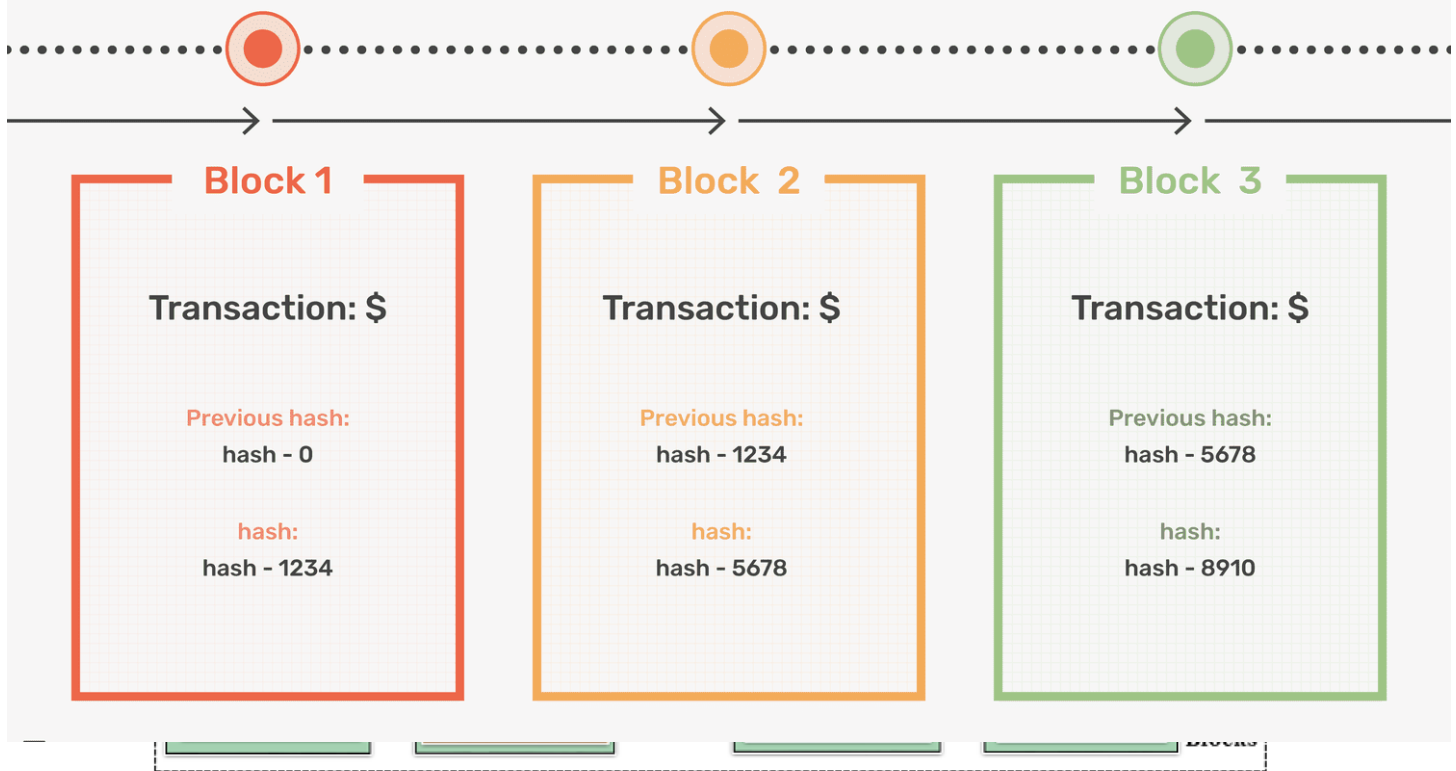 Block 1
Transaction: $
Previous hash:
hash - 0
hash:
hash - 1234
Block 2
Transaction: $
Previous hash:
hash - 1234
hash:
hash - 5678
Block 3
Transaction: $
Previous hash:
hash - 5678
hash:
hash - 8910
Blocks